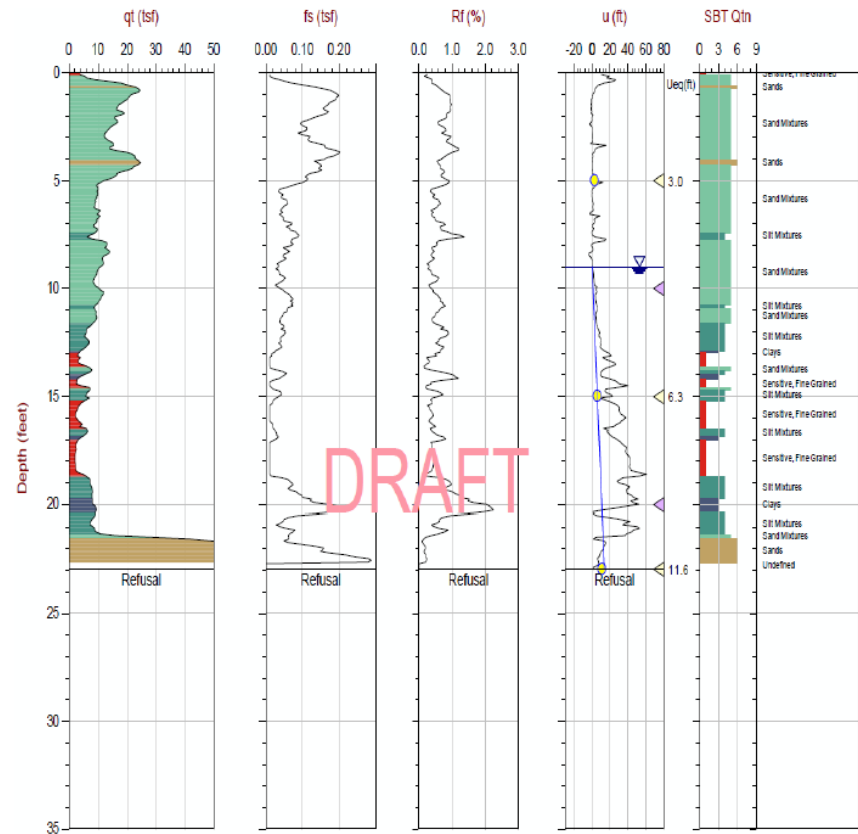 qt (tsf) fs (tsf) Rf (%) u (ft) SBT Qtn
0 10 20 30 40 50 0.00 0.10 0.20 0.0 1.0 2.0 3.0 -20 0 20 40 60 80 0 3 6 9
0
Sensitive, Fine Grained
Ueq(ft)
Sands
Sand Mixtures
Sands
5
3.0
Sand Mixtures
Silt Mixtures
Sand Mixtures
10
Silt Mixtures
Sand Mixtures
Silt Mixtures
Clays
Sand Mixtures
Sensitive, Fine Grained
15
6.3
Silt Mixtures
Sensitive, Fine Grained
Silt Mixtures
Depth (feet)
DRAFT
Sensitive, Fine Grained
Silt Mixtures
20
Clays
Silt Mixtures
Sand Mixtures
Sands
11.6
Undefined
Refusal Refusal Refusal Refusal
25
30
35